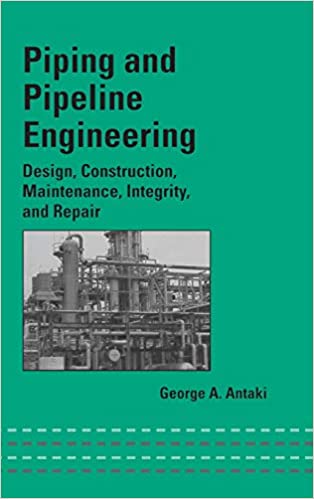 Piping and
Pipeline
Engineering
Design, Construction,
Maintenance, Integrity,
and Repair
George A. Antaki